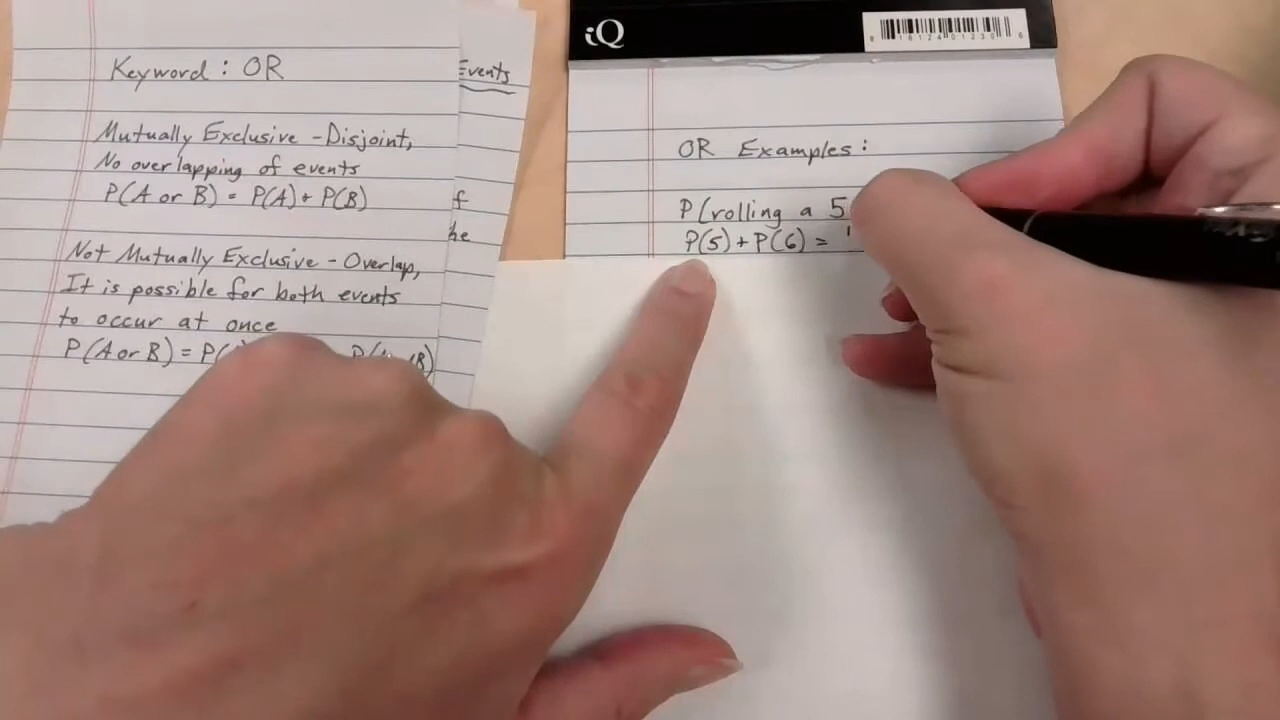 Keyword : OR
Mutually Exclusive - Disjoint,
No overlapping of events
P(A or B) = P(A) + P(B)
Not Mutually Exclusive - Overlap,
It is possible for both events
to occur at once
P(A or B) =
Events
f
he
iQ
OR Examples:
P(rolling a 5
P(5) + P(6) =